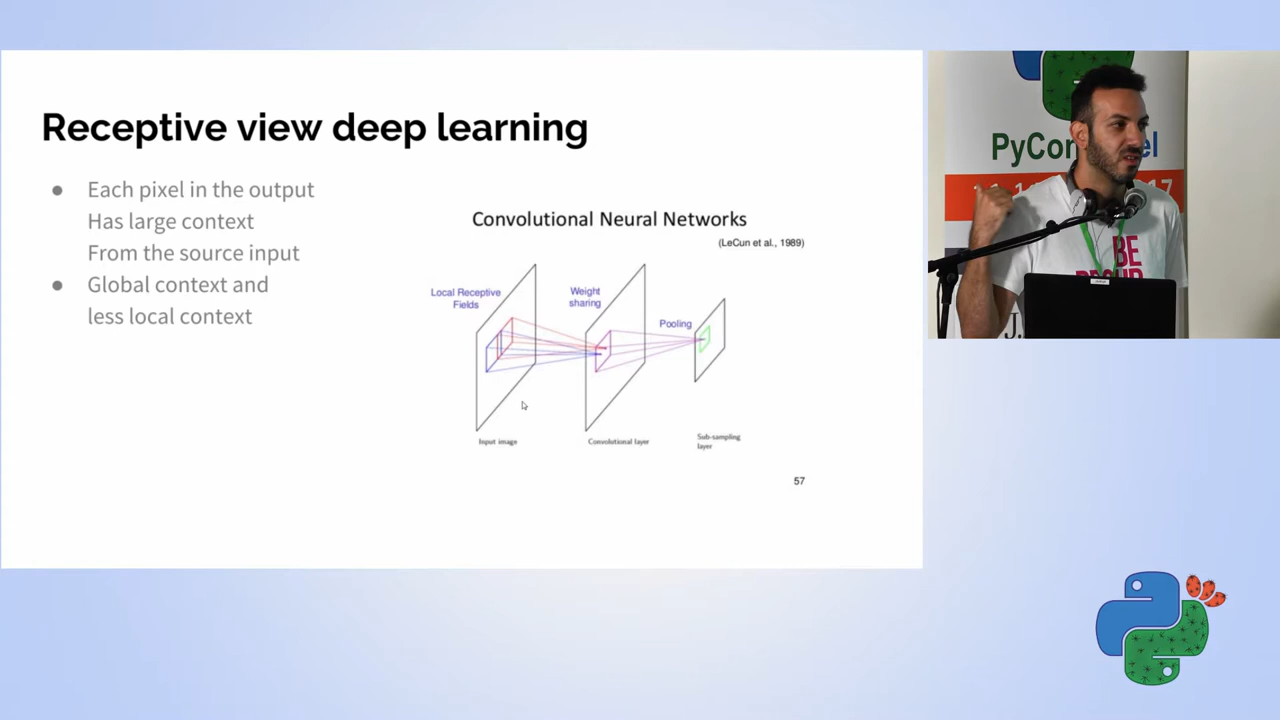 Receptive view deep learning
● Each pixel in the output
Has large context
From the source input
● Global context and
less local context
Convolutional Neural Networks
(LeCun et al., 1989)
Local Receptive
Fields
Weight
sharing
Pooling
Input image
Convolutional layer
Sub-sampling
layer
57
PyCon
el
17
BE
J.